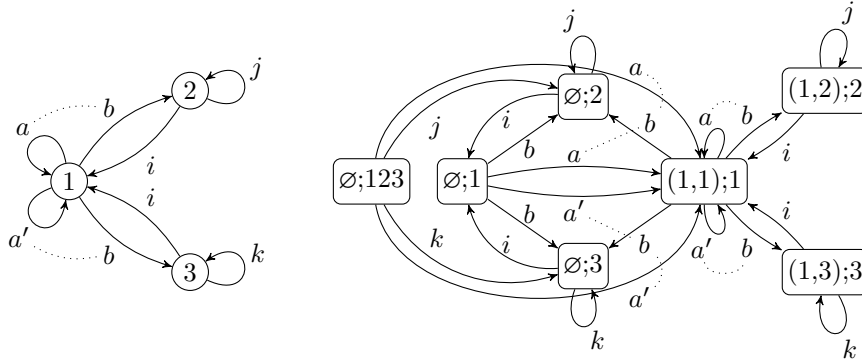 j
2
a
b
i
1
i
a′
b
3
k
j
∅;2
a
j
i
b
b
a
∅;123
∅;1
(1,1);1
a
b
a′
k
i
b
b
a′
∅;3
k
j
(1,2);2
a
b
i
i
a′
b
(1,3);3
k